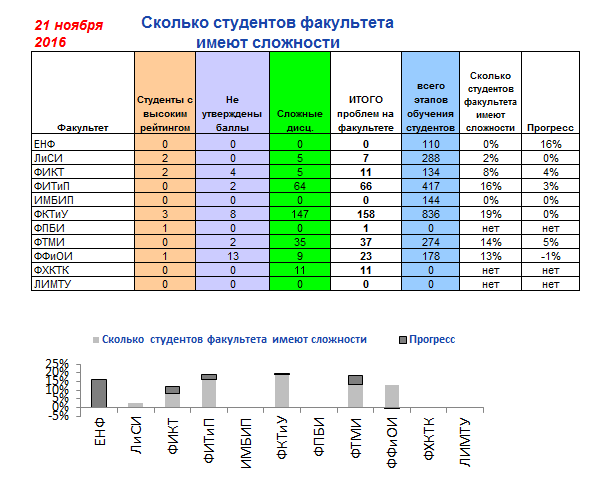 21 ноября
2016
Сколько студентов факультета
имеют сложности
Факультет
Студенты с
высоким
рейтингом
Не
утверждены
баллы
Сложные
дисц.
ИТОГО
проблем на
факультете
всего
этапов
обучения
студентов
Сколько
студентов
факультета
имеют
сложности
Прогресс
ЕНФ 0 0 0 0 110 0% 16%
ЛиСИ 2 0 5 7 288 2% 0%
ФИКТ 2 4 5 11 134 8% 4%
ФИТиП 0 2 64 66 417 16% 3%
ИМБИП 0 0 0 0 144 0% 0%
ФКТиУ 3 8 147 158 836 19% 0%
ФПБИ 1 0 0 1 0 нет нет
ФТМИ 0 2 35 37 274 14% 5%
ФФиОИ 1 13 9 23 178 13% -1%
ФХКТК 0 0 11 11 0 нет нет
ЛИМТУ 0 0 0 0 0 нет нет
Сколько студентов факультета имеют сложности
Прогресс
25%
20%
15%
10%
5%
0%
-5%
ЕНФ
ЛиСИ
ФИКТ
ФИТиП
ИМБИП
ФКТиУ
ФПБИ
ФТМИ
ФФиОИ
ФХКТК
ЛИМТУ